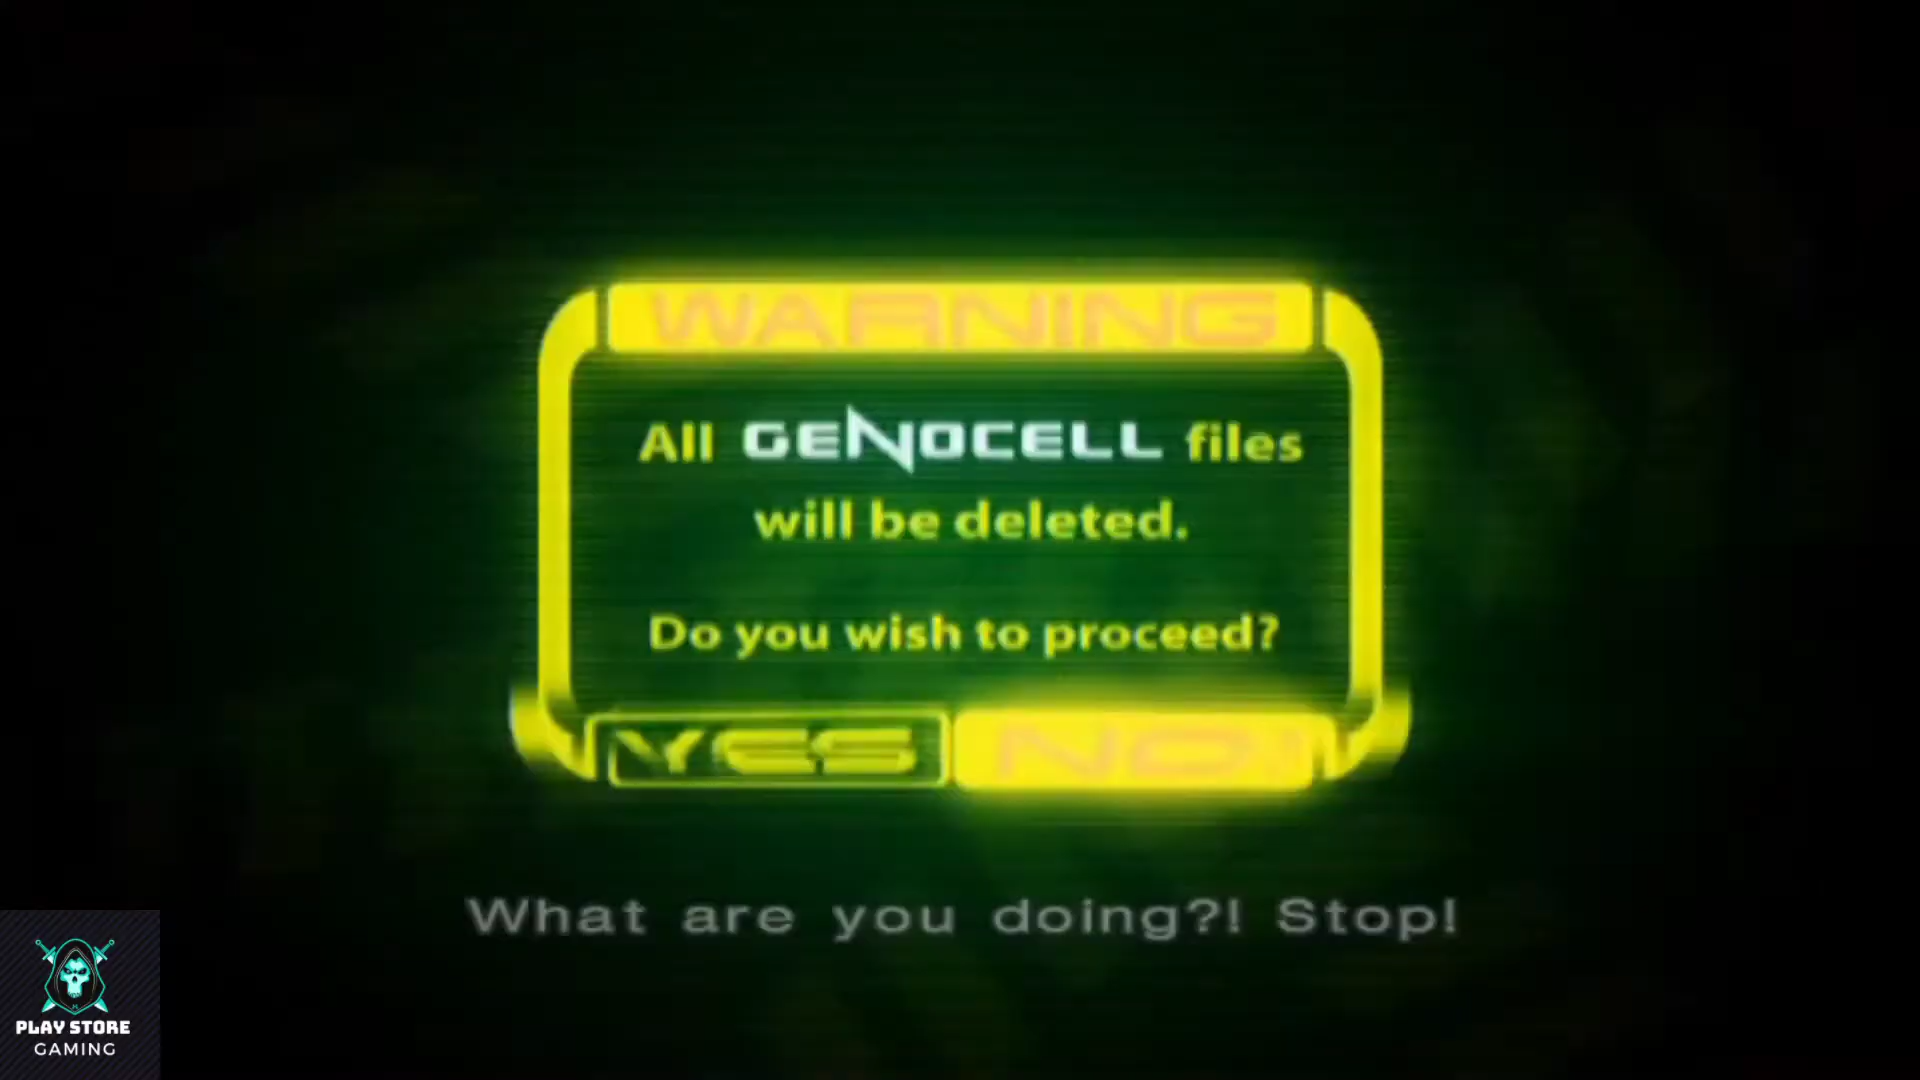 WARNING
All GENOCELL files
will be deleted.
Do you wish to proceed?
YES NO
What are you doing?! Stop!
PLAY STORE
GAMING